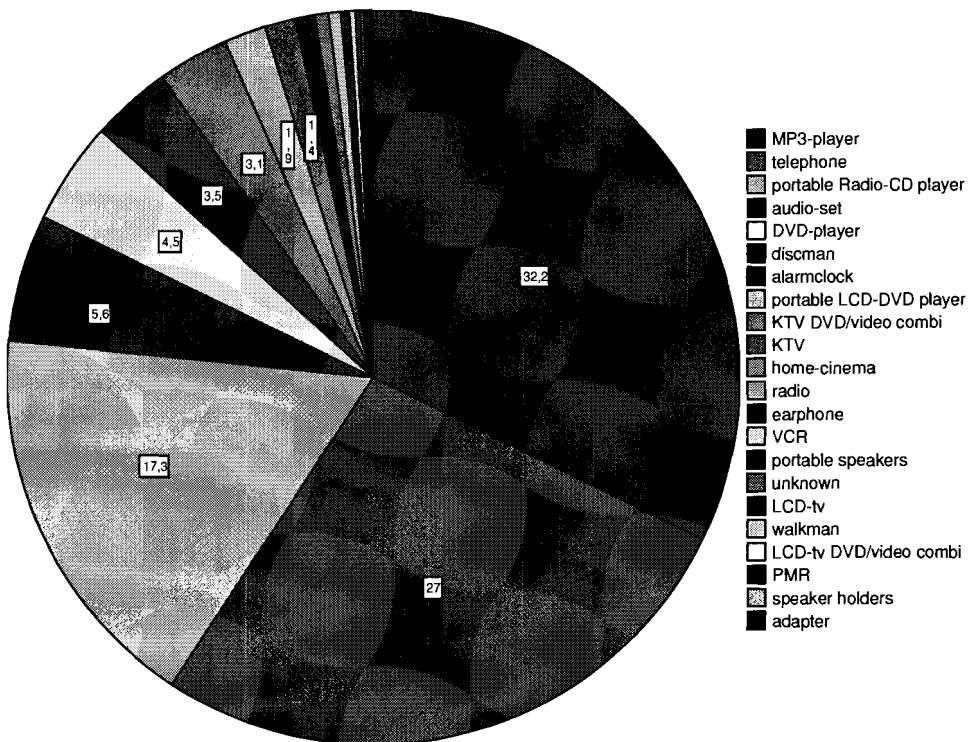 1,9
1,4
3,1
3,5
4,5
5,6
32,2
17,3
27
MP3-player
telephone
portable Radio-CD player
audio-set
DVD-player
discman
alarmclock
portable LCD-DVD player
KTV DVD/video combi
KTV
home-cinema
radio
earphone
VCR
portable speakers
unknown
LCD-tv
walkman
LCD-tv DVD/video combi
PMR
speaker holders
adapter